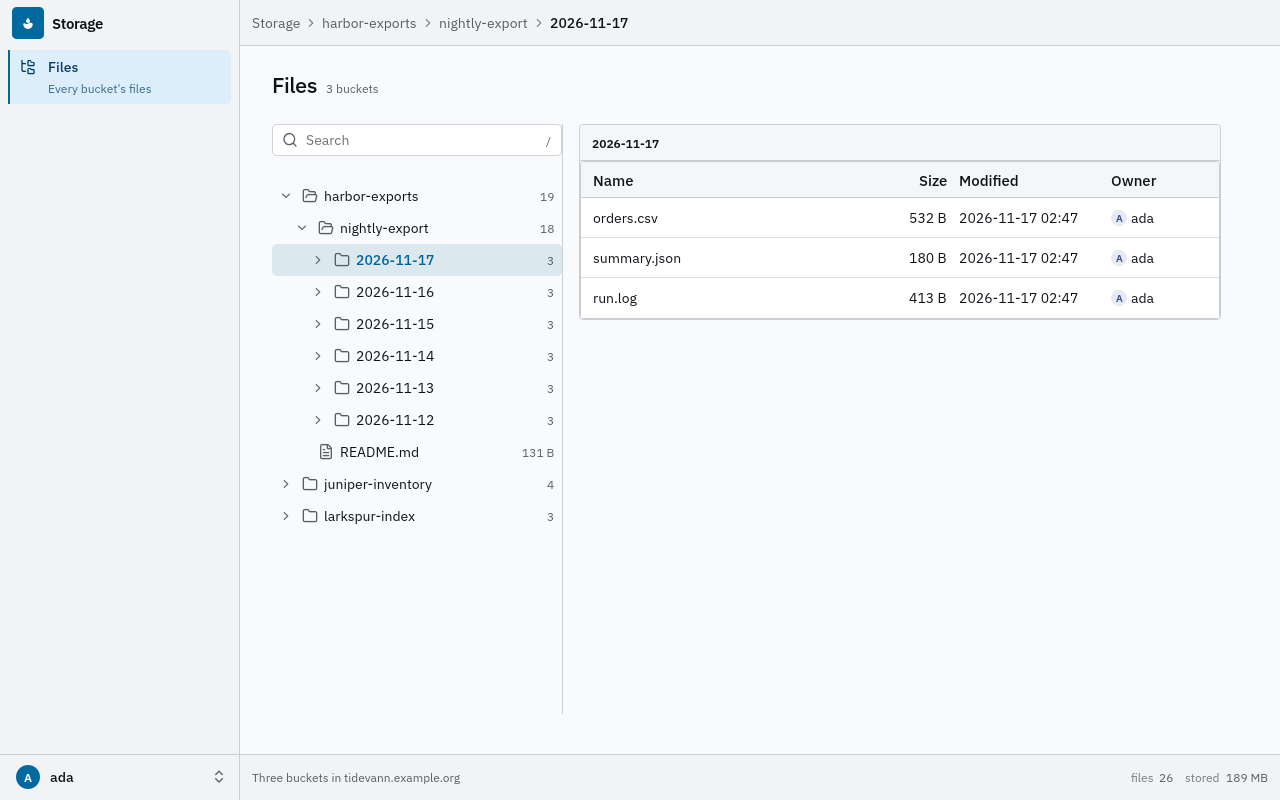 Storage
Files
Every bucket's files
A ada
Storage harbor-exports nightly-export 2026-11-17
Files 3 buckets
Search /
harbor-exports 19
nightly-export 18
2026-11-17 3
2026-11-16 3
2026-11-15 3
2026-11-14 3
2026-11-13 3
2026-11-12 3
README.md 131 B
juniper-inventory 4
larkspur-index 3
2026-11-17
Name Size Modified Owner
orders.csv 532 B 2026-11-17 02:47 A ada
summary.json 180 B 2026-11-17 02:47 A ada
run.log 413 B 2026-11-17 02:47 A ada
Three buckets in tidevann.example.org files 26 stored 189 MB